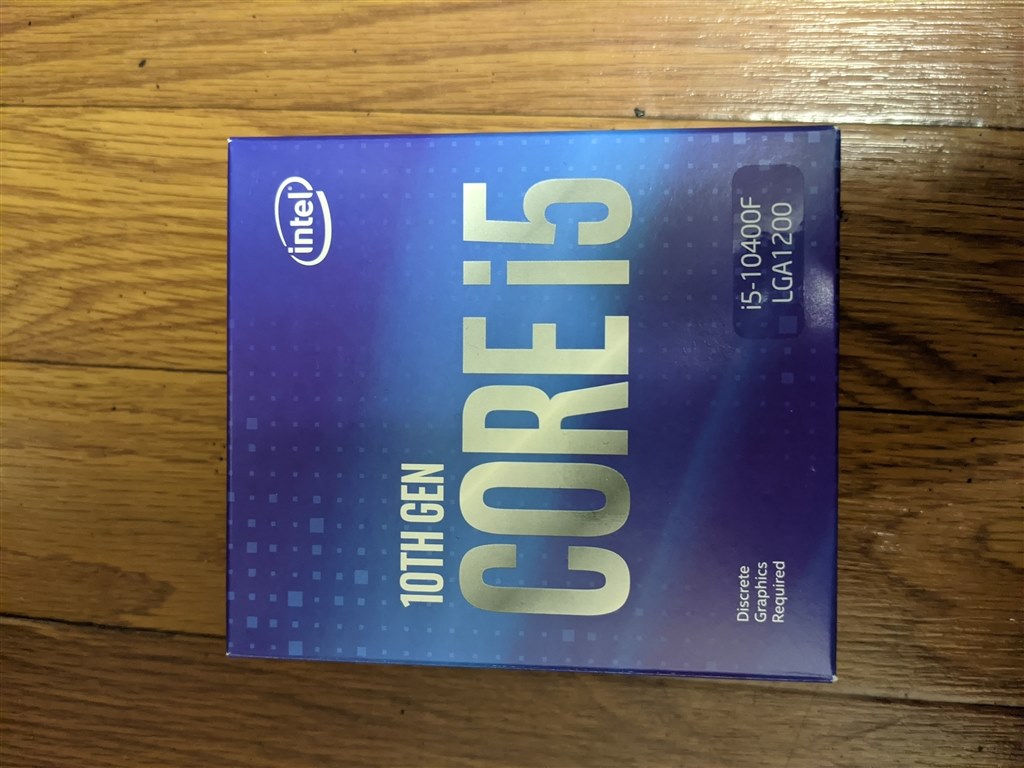 intel
10TH GEN
CORE i5
Discrete
Graphics
Required
i5-10400F
LGA1200